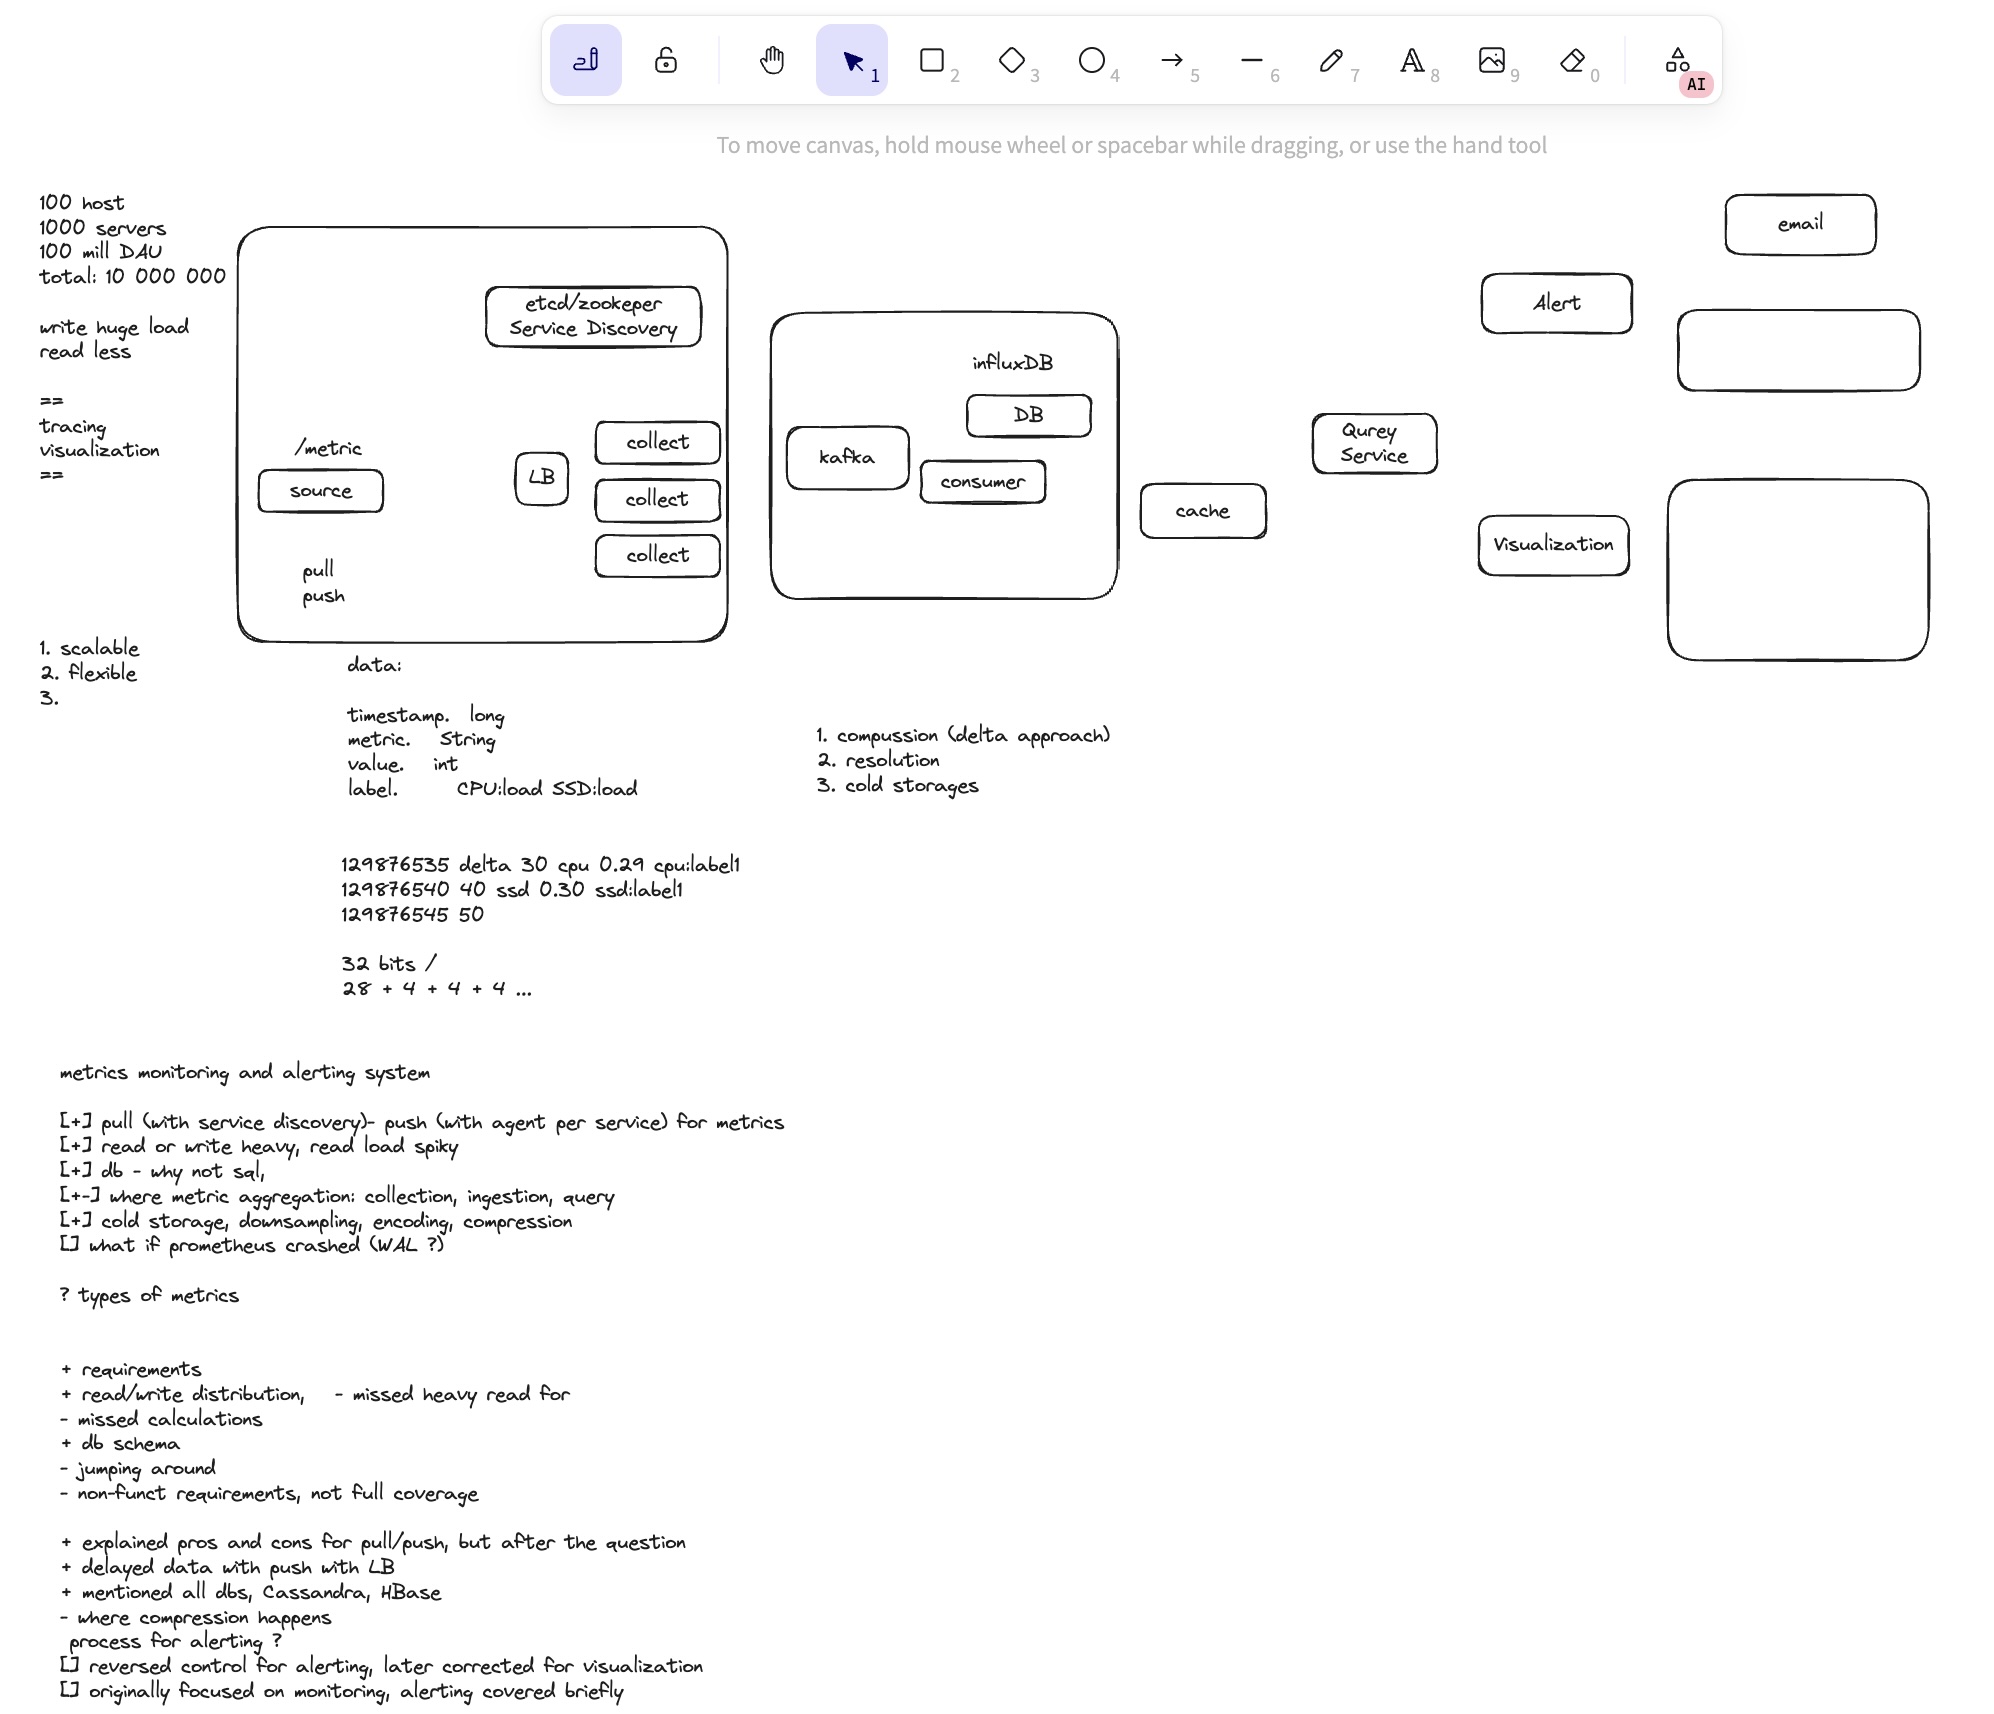 1
2
3
4
5
6
7
8
9
0
AI
To move canvas, hold mouse wheel or spacebar while dragging, or use the hand tool
100 host
1000 servers
100 mill DAU
total: 10 000 000
write huge load
read less
==
tracing
visualization
==
1. scalable
2. flexible
3.
etcd/zookeper
Service Discovery
/metric
source
LB
collect
collect
collect
pull
push
influxDB
DB
kafka
consumer
cache
Qurey
Service
Alert
Visualization
email
data:
timestamp. long
metric. String
value. int
label. CPU:load SSD:load
1. compussion (delta approach)
2. resolution
3. cold storages
129876535 delta 30 cpu 0.29 cpu:label1
129876540 40 ssd 0.30 ssd:label1
129876545 50
32 bits /
28 + 4 + 4 + 4 ...
metrics monitoring and alerting system
[+] pull (with service discovery)- push (with agent per service) for metrics
[+] read or write heavy, read load spiky
[+] db - why not sql,
[+-] where metric aggregation: collection, ingestion, query
[+] cold storage, downsampling, encoding, compression
[] what if prometheus crashed (WAL ?)
? types of metrics
+ requirements
+ read/write distribution, - missed heavy read for
- missed calculations
+ db schema
- jumping around
- non-funct requirements, not full coverage
+ explained pros and cons for pull/push, but after the question
+ delayed data with push with LB
+ mentioned all dbs, Cassandra, HBase
- where compression happens
process for alerting ?
[] reversed control for alerting, later corrected for visualization
[] originally focused on monitoring, alerting covered briefly